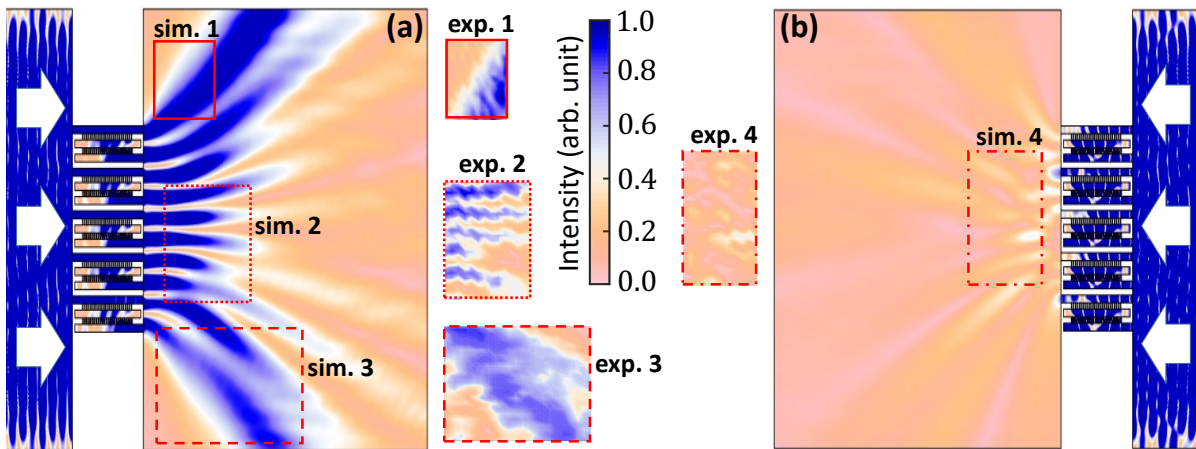 (a)
sim. 1
sim. 2
sim. 3
exp. 1
exp. 2
exp. 3
Intensity (arb. unit)
1.0
0.8
0.6
0.4
0.2
0.0
exp. 4
(b)
sim. 4